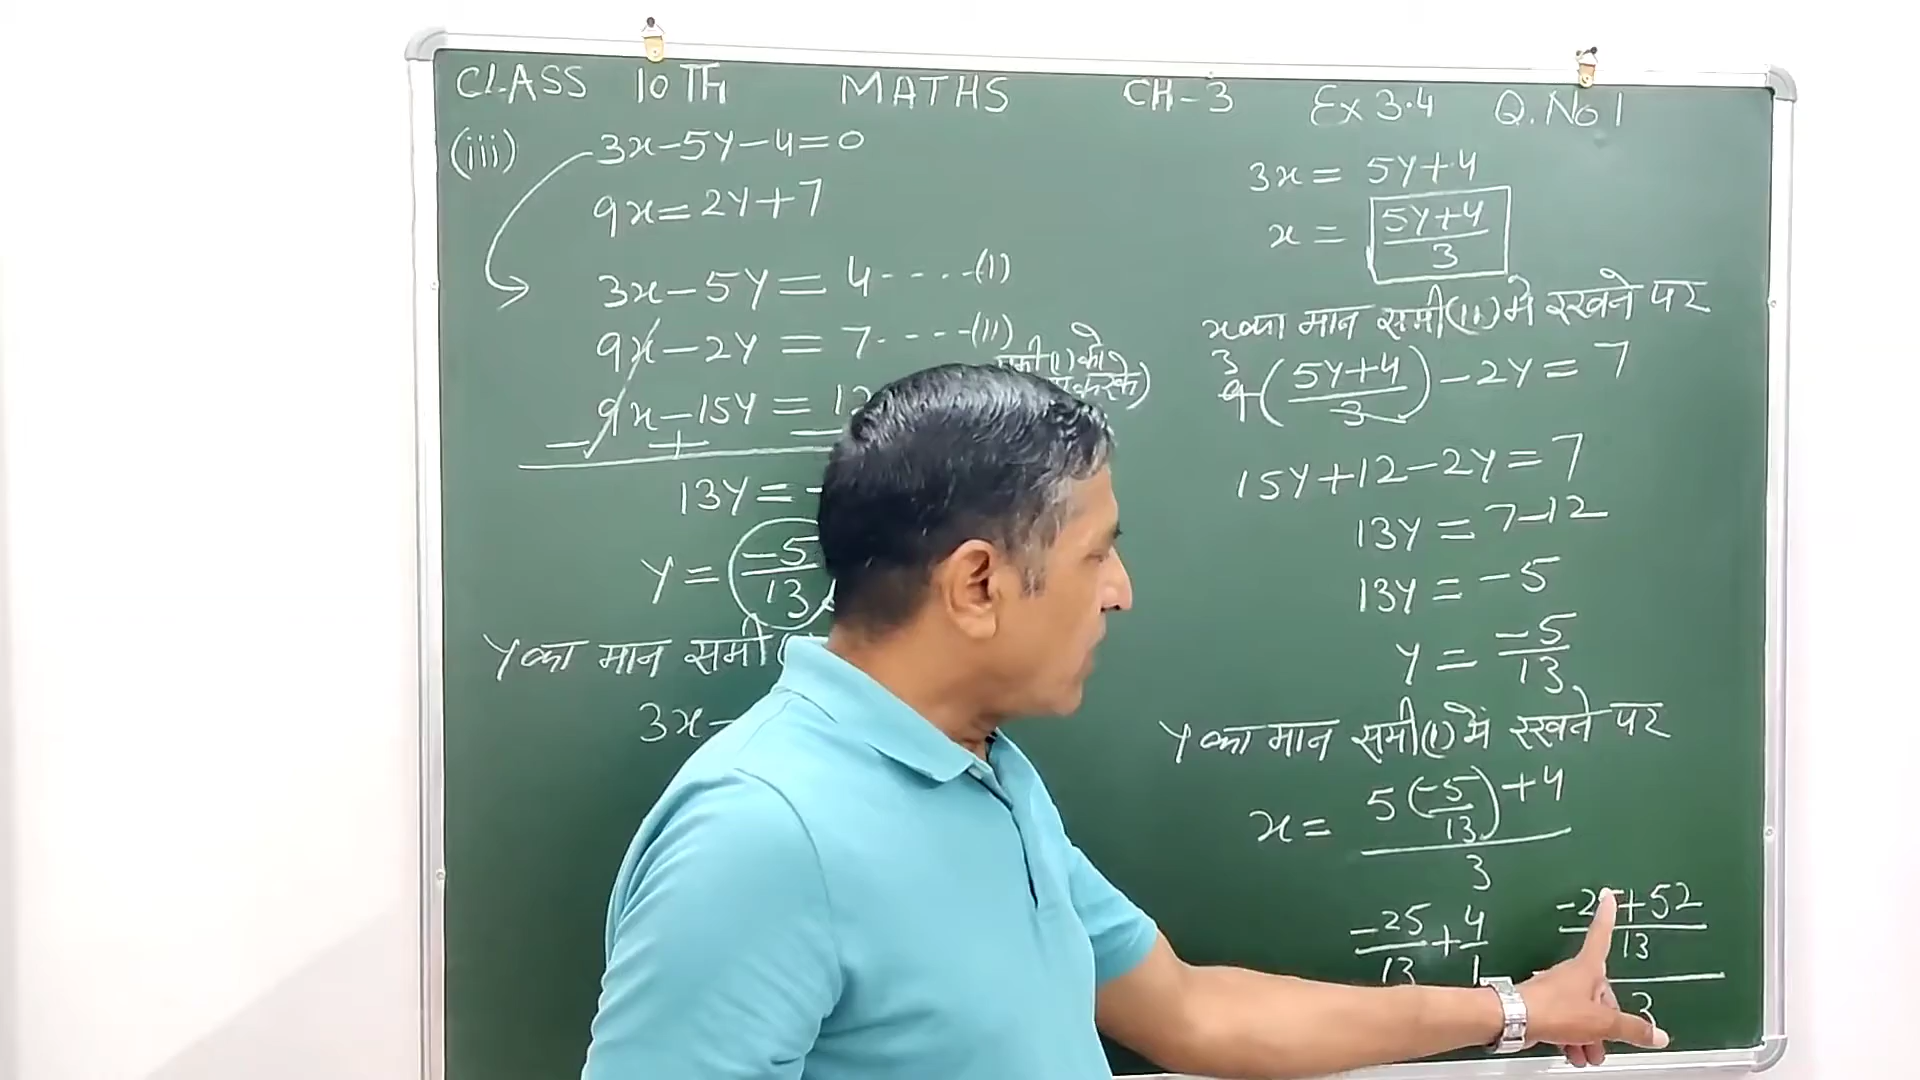 CLASS 10TH MATHS CH-3 Ex 3.4 Q.No 1
(iii) 3x-5y-4=0
9x=2y+7
3x-5y=4----(I)
9x-2y=7----(II)
समी(I)को
करके)
9x-15y=12
- + -
13y=-
y=-5/13
y का मान समी
3x-
3x=5y+4
x=(5y+4)/3
x का मान समी(II)में रखने पर
3
9((5y+4)/3)-2y=7
15y+12-2y=7
13y=7-12
13y=-5
y=-5/13
y का मान समी(I)में रखने पर
x=(5(-5/13)+4)/3
-25/13+4/1
+52
13
3